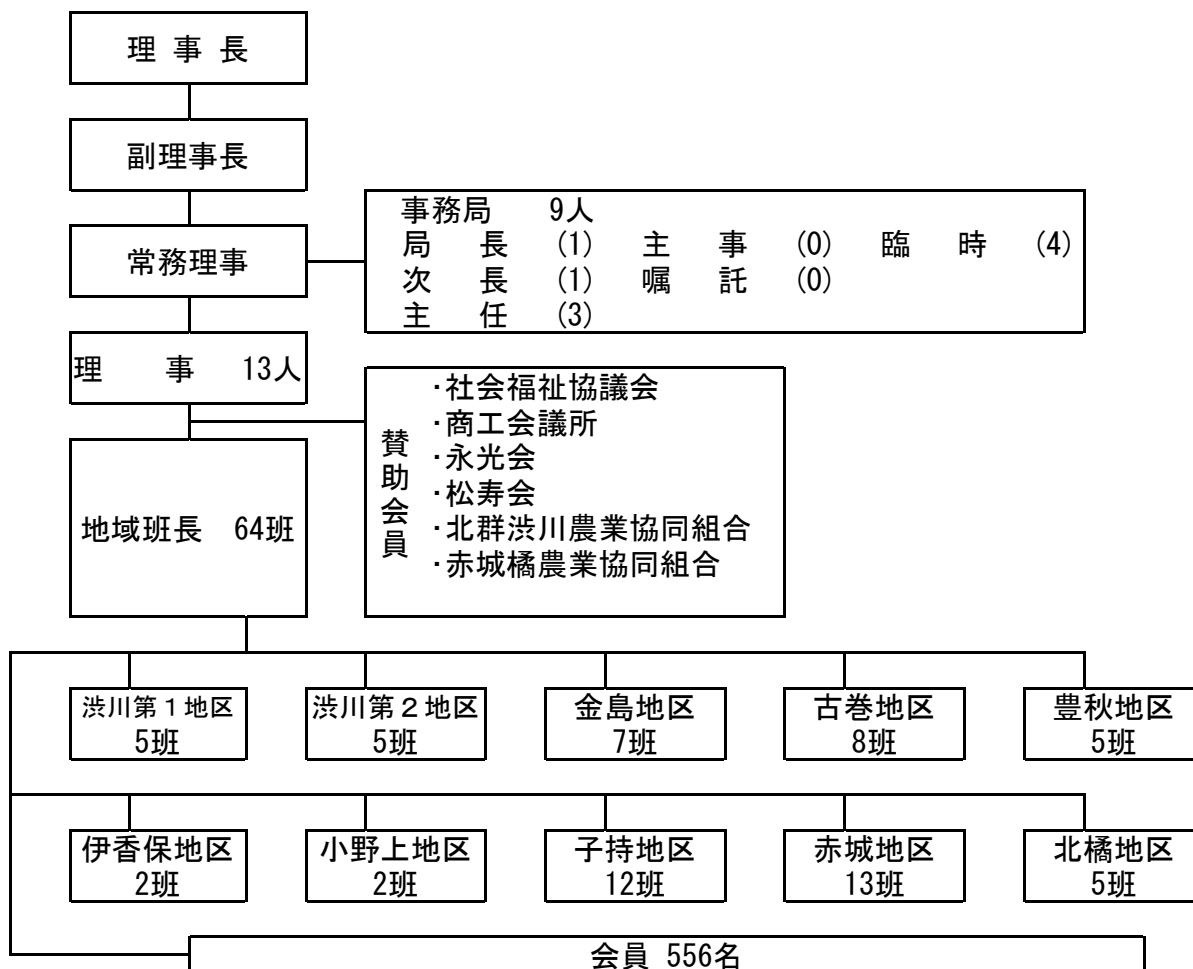 理 事 長
副理事長
常務理事
事務局 9人
局 長 (1) 主 事 (0) 臨 時 (4)
次 長 (1) 嘱 託 (0)
主 任 (3)
理 事 13人
賛助会員
・社会福祉協議会
・商工会議所
・永光会
・松寿会
・北群渋川農業協同組合
・赤城橘農業協同組合
地域班長 64班
渋川第１地区
5班
渋川第２地区
5班
金島地区
7班
古巻地区
8班
豊秋地区
5班
伊香保地区
2班
小野上地区
2班
子持地区
12班
赤城地区
13班
北橘地区
5班
会員 556名